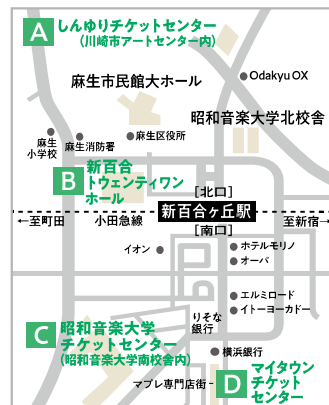 A しんゆりチケットセンター
（川崎市アートセンター内）
麻生市民館大ホール
Odakyu OX
昭和音楽大学北校舎
麻生
小学校
麻生消防署
麻生区役所
B 新百合
トウェンティワン
ホール
［北口］
新百合ヶ丘駅
←至町田
小田急線
至新宿→
［南口］
イオン
ホテルモリノ
オーパ
エルミロード
イトーヨーカドー
りそな
銀行
C 昭和音楽大学
チケットセンター
（昭和音楽大学南校舎内）
横浜銀行
マプレ専門店街
D マイタウン
チケット
センター